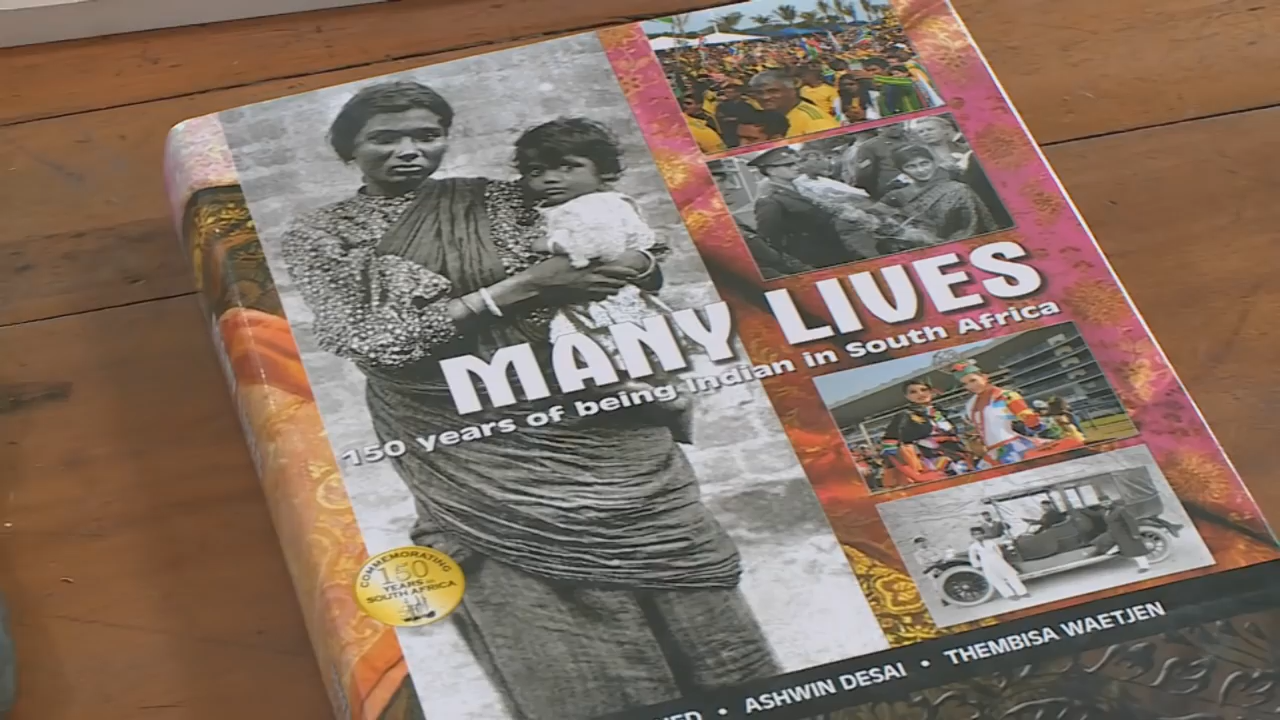 MANY LIVES
150 years of being Indian in South Africa
COMMEMORATING
150
YEARS IN
SOUTH AFRICA
• ASHWIN DESAI • THEMBISA WAETJEN